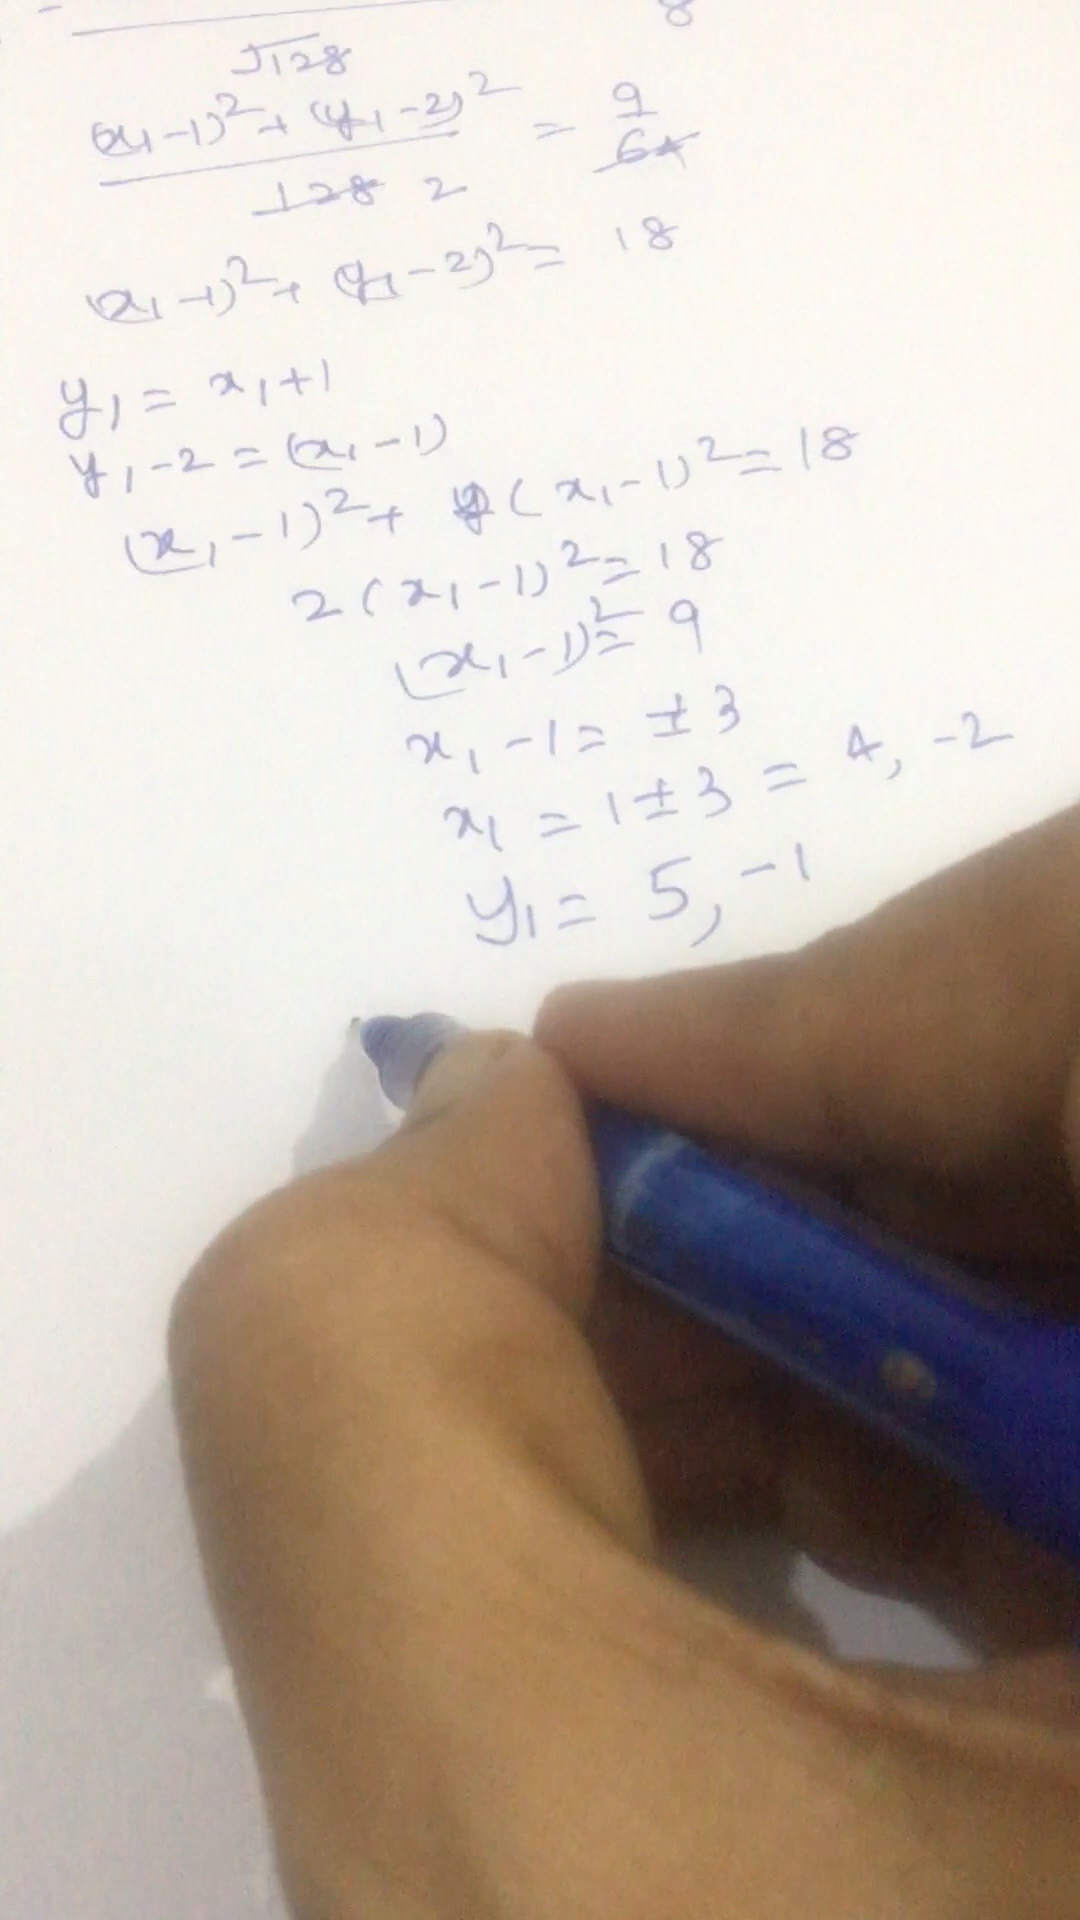 8
√128
(x₁-1)²+(y₁-2)² = 9
128 2 64
(x₁-1)²+(y₁-2)² = 18
y₁ = x₁+1
y₁-2 = (x₁-1)
(x₁-1)²+(x₁-1)² = 18
2(x₁-1)² = 18
(x₁-1)² = 9
x₁-1 = ±3
x₁ = 1±3 = 4, -2
y₁ = 5, -1